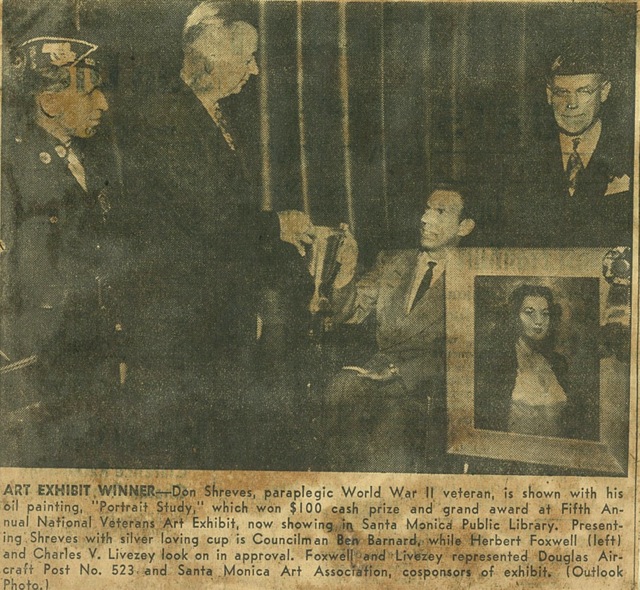 ART EXHIBIT WINNER—Don Shreves, paraplegic World War II veteran, is shown with his
oil painting, "Portrait Study," which won $100 cash prize and grand award at Fifth An-
nual National Veterans Art Exhibit, now showing in Santa Monica Public Library. Present-
ing Shreves with silver loving cup is Councilman Ben Barnard, while Herbert Foxwell (left)
and Charles V. Livezey look on in approval. Foxwell and Livezey represented Douglas Air-
craft Post No. 523 and Santa Monica Art Association, cosponsors of exhibit. (Outlook
Photo.)